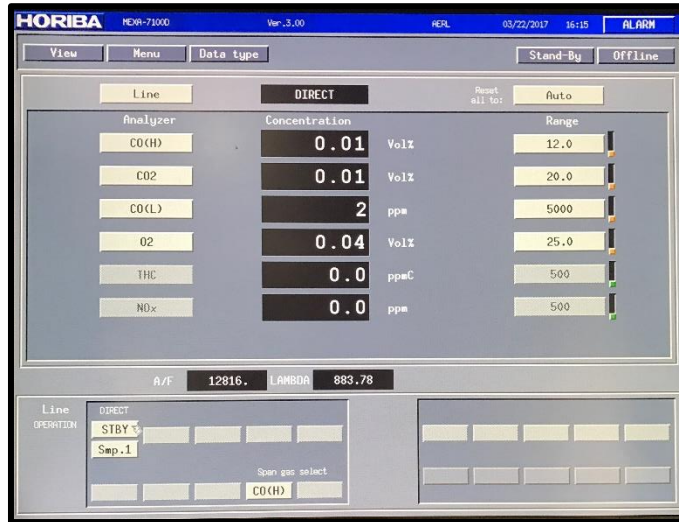 HORIBA MEXA-7100D Ver.3.00 AERL 03/22/2017 16:15 ALARM
View Menu Data type Stand-By Offline
Line DIRECT Reset all to: Auto
Analyzer Concentration Range
CO(H) 0.01 Vol% 12.0
CO2 0.01 Vol% 20.0
CO(L) 2 ppm 5000
O2 0.04 Vol% 25.0
THC 0.0 ppmC 500
NOx 0.0 ppm 500
A/F 12816. LAMBDA 883.78
Line DIRECT
OPERATION STBY
Smp.1
Span gas select
CO(H)